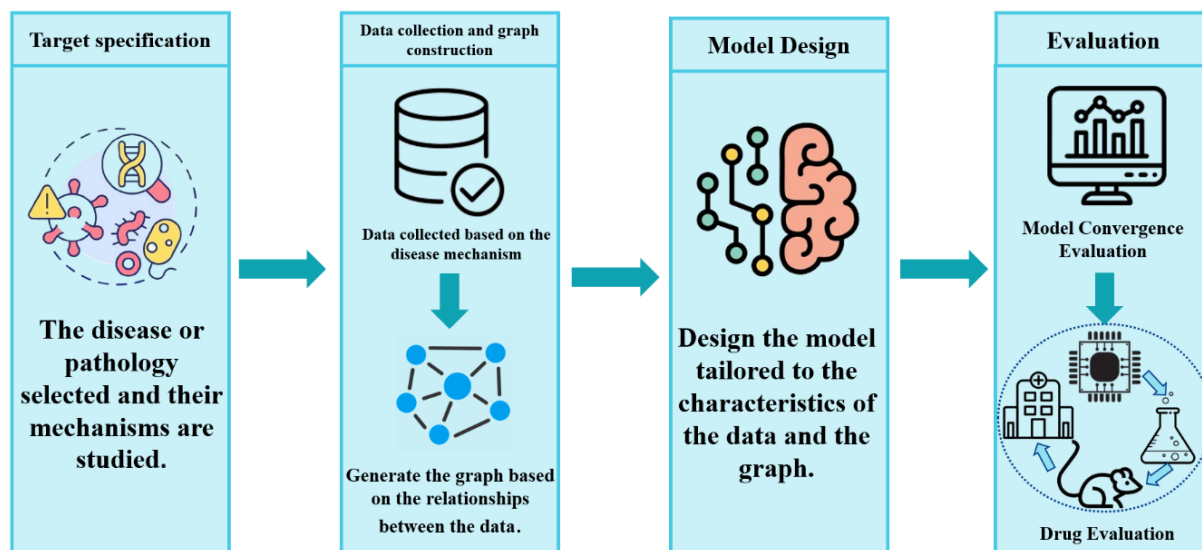 Target specification
The disease or
pathology
selected and their
mechanisms are
studied.
Data collection and graph
construction
Data collected based on the
disease mechanism
Generate the graph based
on the relationships
between the data.
Model Design
Design the model
tailored to the
characteristics of
the data and the
graph.
Evaluation
Model Convergence
Evaluation
Drug Evaluation